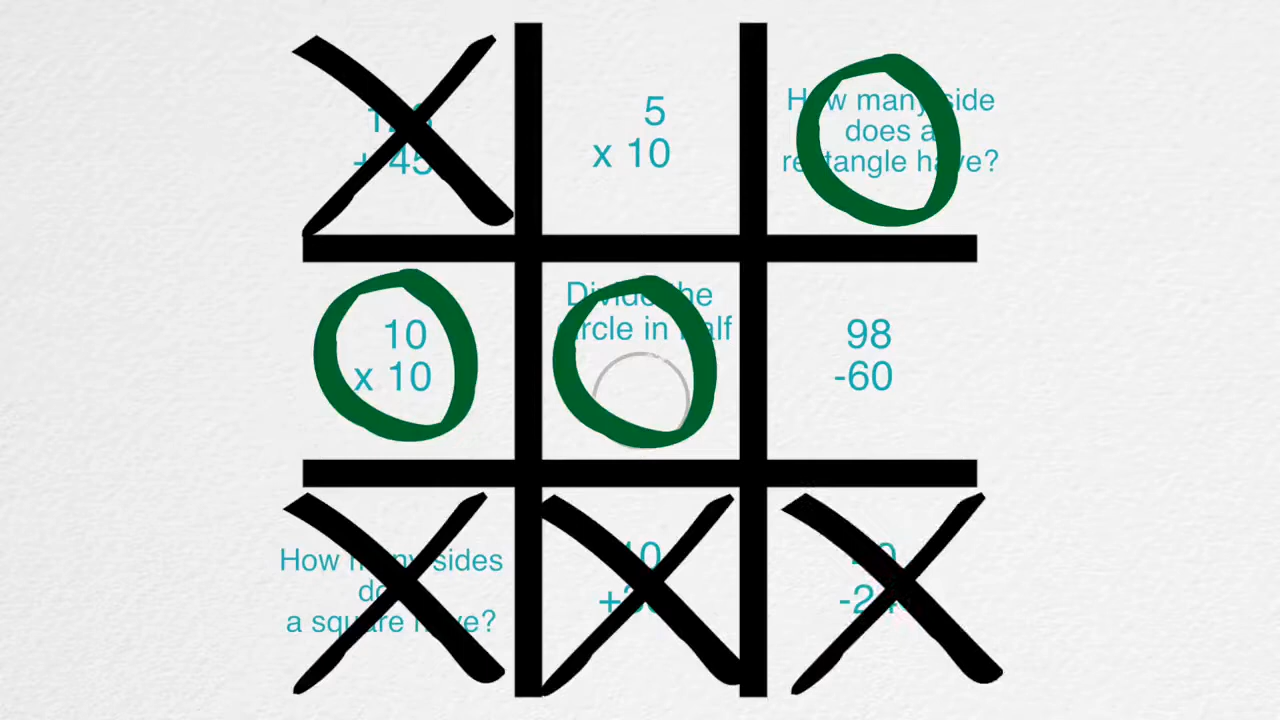 + 45
5
x 10
How many side
does a
rectangle have?
10
x 10
Divide the
circle in half
98
-60
How many sides
a square have?